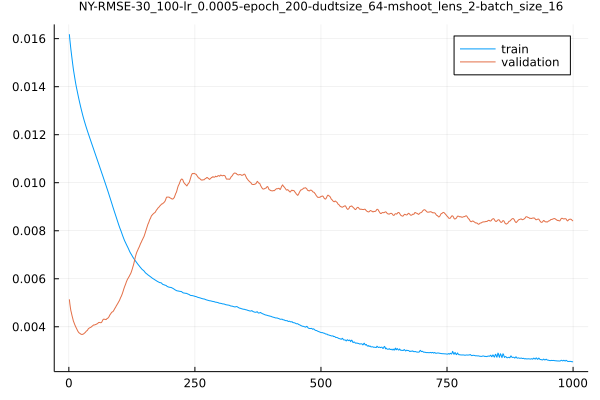 NY-RMSE-30_100-lr_0.0005-epoch_200-dudtsize_64-mshoot_lens_2-batch_size_16
train
validation
0.016
0.014
0.012
0.010
0.008
0.006
0.004
0 250 500 750 1000